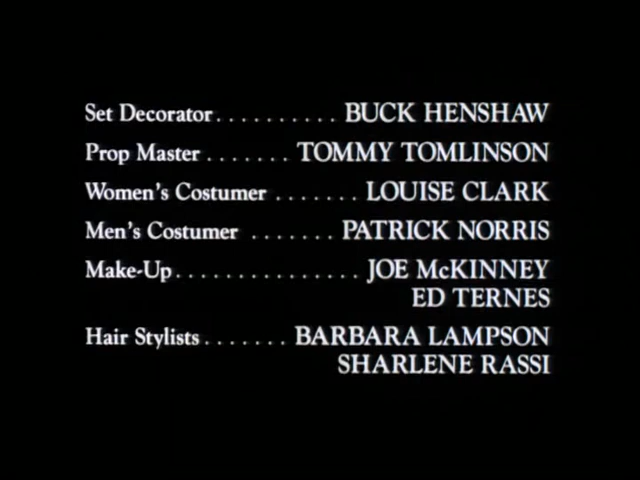 Set Decorator .......... BUCK HENSHAW
Prop Master ....... TOMMY TOMLINSON
Women's Costumer ....... LOUISE CLARK
Men's Costumer ....... PATRICK NORRIS
Make-Up ............... JOE McKINNEY
ED TERNES
Hair Stylists ....... BARBARA LAMPSON
SHARLENE RASSI